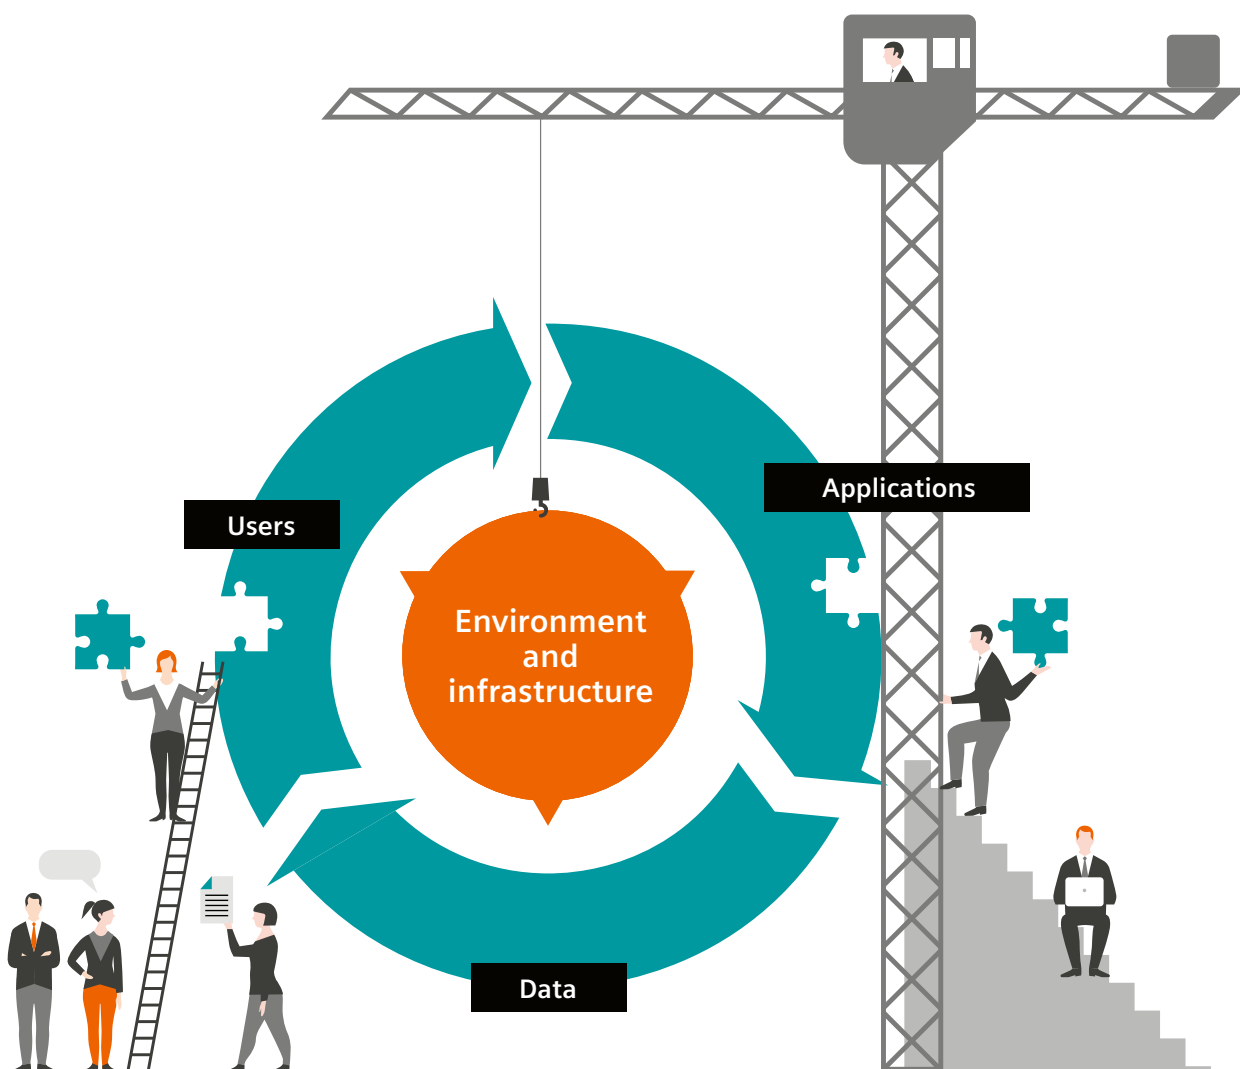 Applications
Users
Environment
and
infrastructure
Data